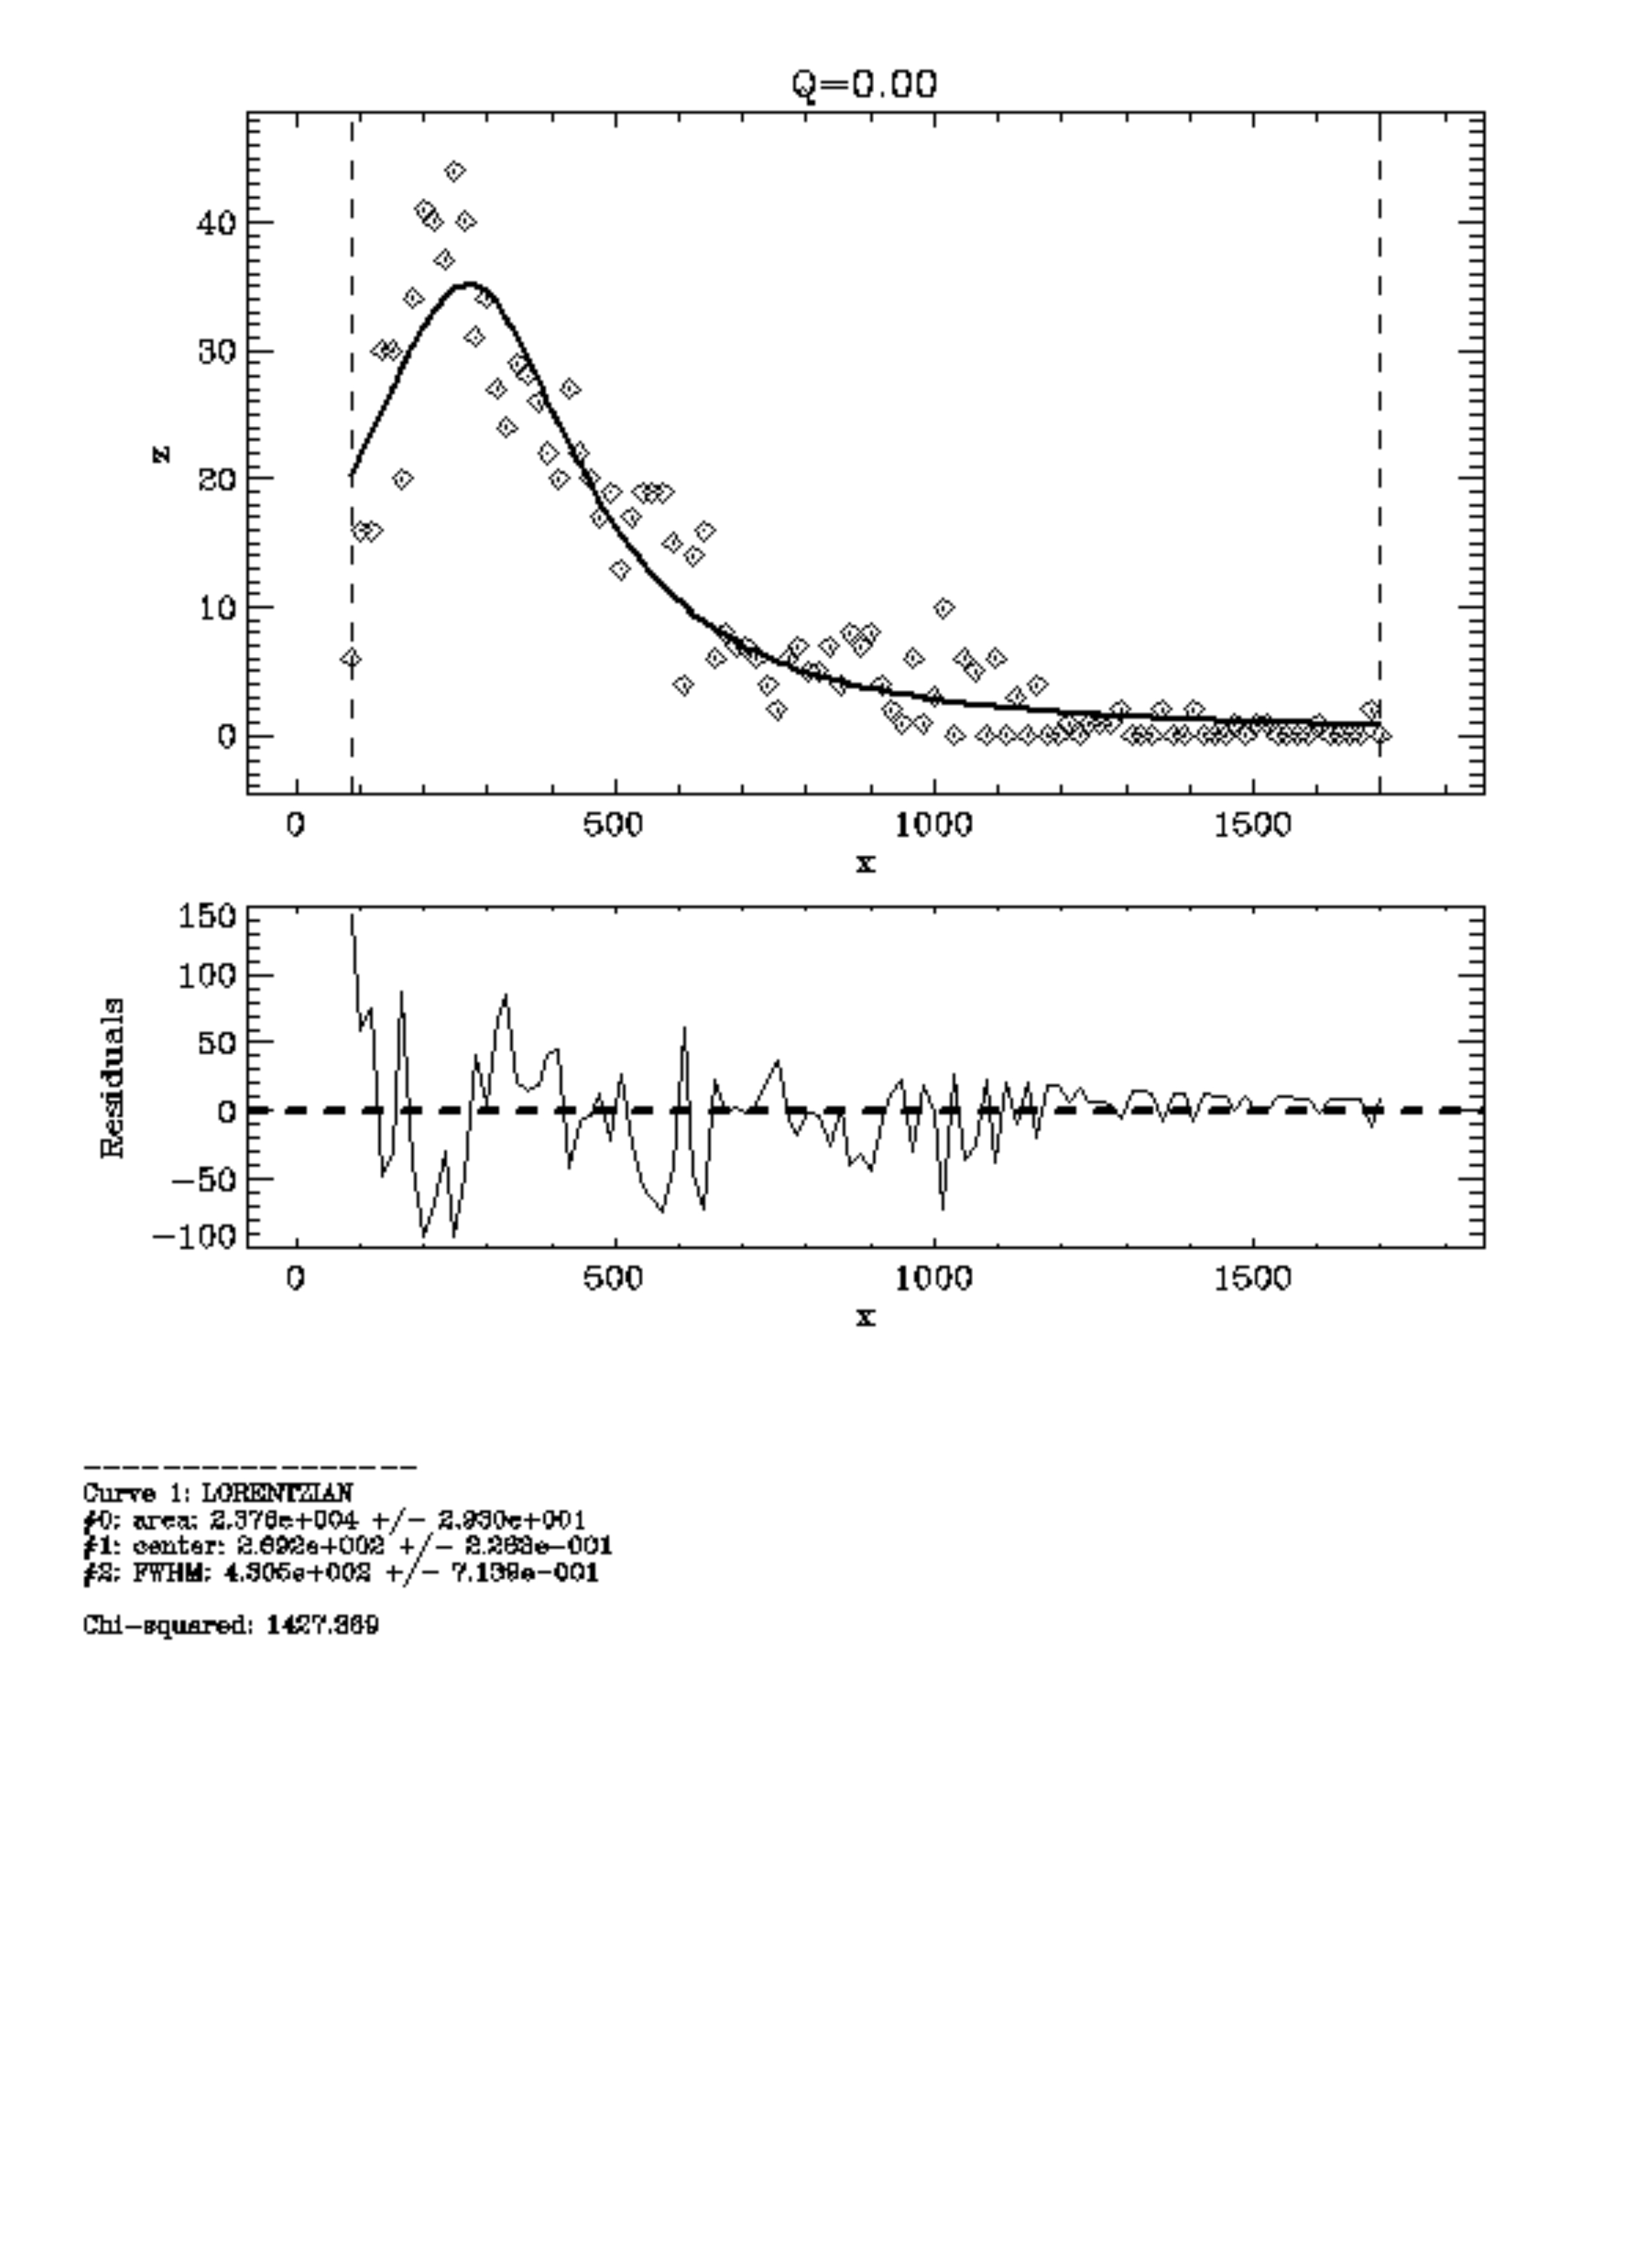 Q=0.00
z
40
30
20
10
0
0 500 1000 1500
x
Residuals
150
100
50
0
−50
−100
0 500 1000 1500
x
Curve 1: LORENTZIAN
#0: area: 2.376e+004 +/− 2.930e+001
#1: center: 2.692e+002 +/− 2.263e−001
#2: FWHM: 4.305e+002 +/− 7.139e−001
Chi−squared: 1427.369